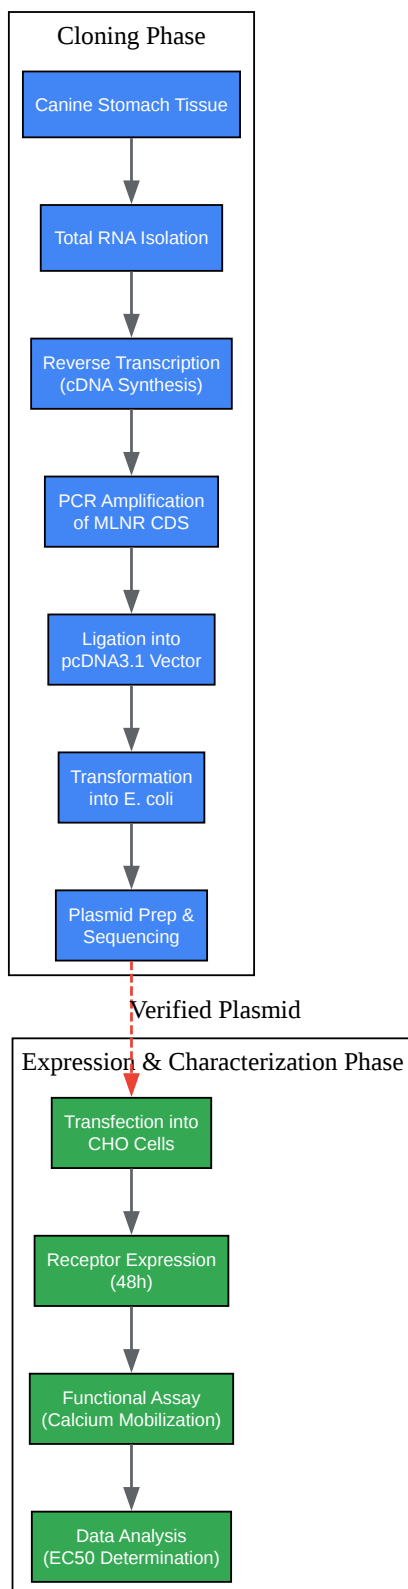 Cloning Phase
Canine Stomach Tissue
Total RNA Isolation
Reverse Transcription
(cDNA Synthesis)
PCR Amplification
of MLNR CDS
Ligation into
pcDNA3.1 Vector
Transformation
into E. coli
Plasmid Prep &
Sequencing
Verified Plasmid
Expression & Characterization Phase
Transfection into
CHO Cells
Receptor Expression
(48h)
Functional Assay
(Calcium Mobilization)
Data Analysis
(EC50 Determination)